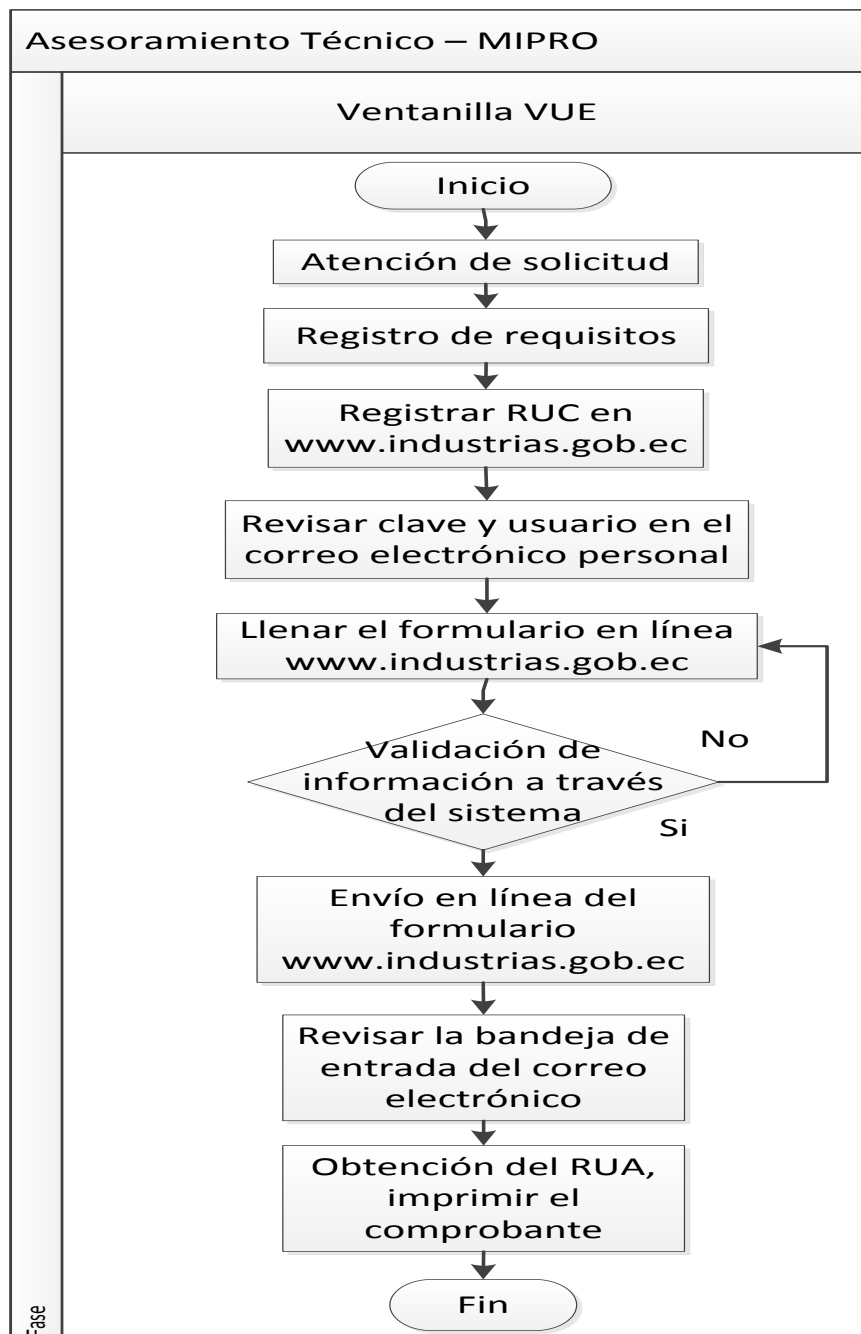 Asesoramiento Técnico – MIPRO
Ventanilla VUE
Inicio
Atención de solicitud
Registro de requisitos
Registrar RUC en
www.industrias.gob.ec
Revisar clave y usuario en el
correo electrónico personal
Llenar el formulario en línea
www.industrias.gob.ec
No
Validación de
información a través
del sistema
Si
Envío en línea del
formulario
www.industrias.gob.ec
Revisar la bandeja de
entrada del correo
electrónico
Obtención del RUA,
imprimir el
comprobante
Fin
Fase